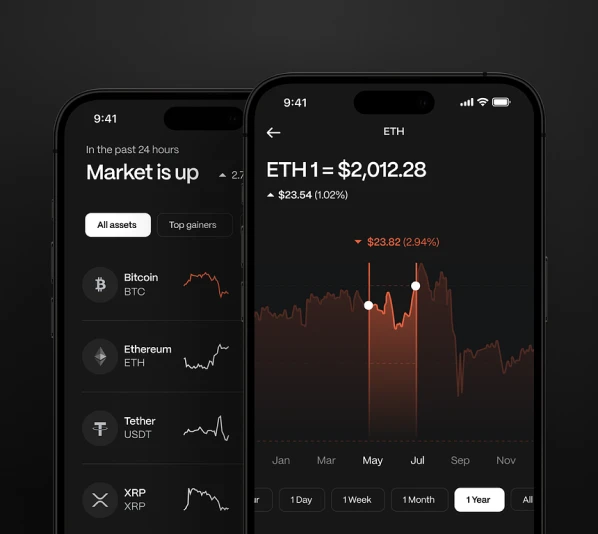 9:41
In the past 24 hours
Market is up
2.7
All assets
Top gainers
Bitcoin
BTC
Ethereum
ETH
Tether
USDT
XRP
XRP
9:41
ETH
ETH 1 = $2,012.28
$23.54 (1.02%)
$23.82 (2.94%)
Jan Mar May Jul Sep Nov
1 Day 1 Week 1 Month 1 Year All